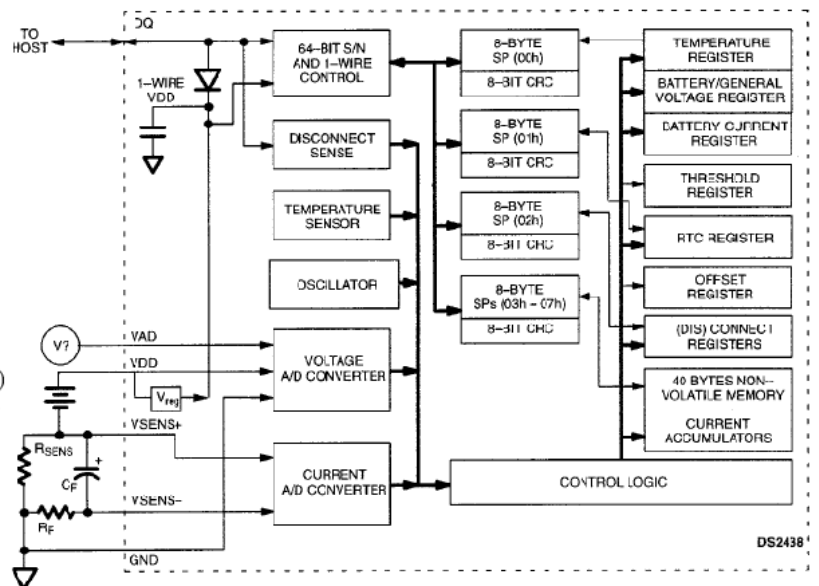 DQ
TO
HOST
1–WIRE
VDD
64–BIT S/N
AND 1–WIRE
CONTROL
DISCONNECT
SENSE
TEMPERATURE
SENSOR
OSCILLATOR
V?
VAD
VDD
Vreg
VOLTAGE
A/D CONVERTER
VSENS+
RSENS
CF
+
RF
VSENS–
CURRENT
A/D CONVERTER
GND
8–BYTE
SP (00h)
8–BIT CRC
8–BYTE
SP (01h)
8–BIT CRC
8–BYTE
SP (02h)
8–BIT CRC
8–BYTE
SPs (03h – 07h)
8–BIT CRC
TEMPERATURE
REGISTER
BATTERY/GENERAL
VOLTAGE REGISTER
BATTERY CURRENT
REGISTER
THRESHOLD
REGISTER
RTC REGISTER
OFFSET
REGISTER
(DIS) CONNECT
REGISTERS
40 BYTES NON–
VOLATILE MEMORY
CURRENT
ACCUMULATORS
CONTROL LOGIC
DS2438